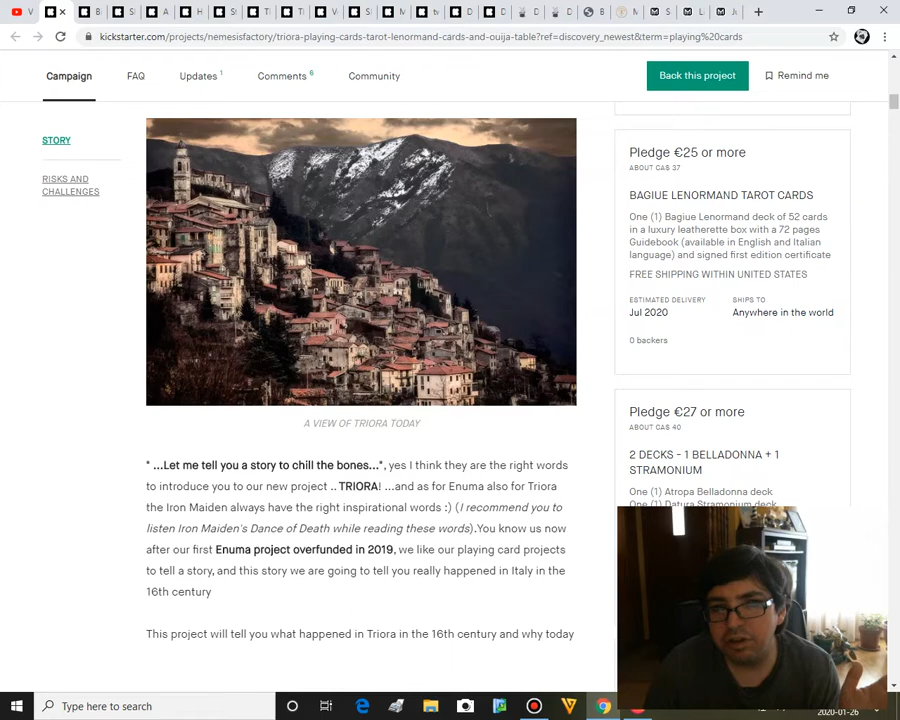 kickstarter.com/projects/nemesisfactory/triora-playing-cards-tarot-lenormand-cards-and-ouija-table?ref=discovery_newest&term=playing%20cards
Campaign
FAQ
Updates 1
Comments 6
Community
Back this project
Remind me
STORY
RISKS AND
CHALLENGES
A VIEW OF TRIORA TODAY
" ...Let me tell you a story to chill the bones...", yes I think they are the right words
to introduce you to our new project .. TRIORA! ...and as for Enuma also for Triora
the Iron Maiden always have the right inspirational words :) (I recommend you to
listen Iron Maiden's Dance of Death while reading these words).You know us now
after our first Enuma project overfunded in 2019, we like our playing card projects
to tell a story, and this story we are going to tell you really happened in Italy in the
16th century
This project will tell you what happened in Triora in the 16th century and why today
Pledge €25 or more
ABOUT CA$ 37
BAGIUE LENORMAND TAROT CARDS
One (1) Bagiue Lenormand deck of 52 cards
in a luxury leatherette box with a 72 pages
Guidebook (available in English and Italian
language) and signed first edition certificate
FREE SHIPPING WITHIN UNITED STATES
ESTIMATED DELIVERY
Jul 2020
SHIPS TO
Anywhere in the world
0 backers
Pledge €27 or more
ABOUT CA$ 40
2 DECKS - 1 BELLADONNA + 1
STRAMONIUM
One (1) Atropa Belladonna deck
One (1) Datura Stramonium deck
Type here to search
2020-01-26